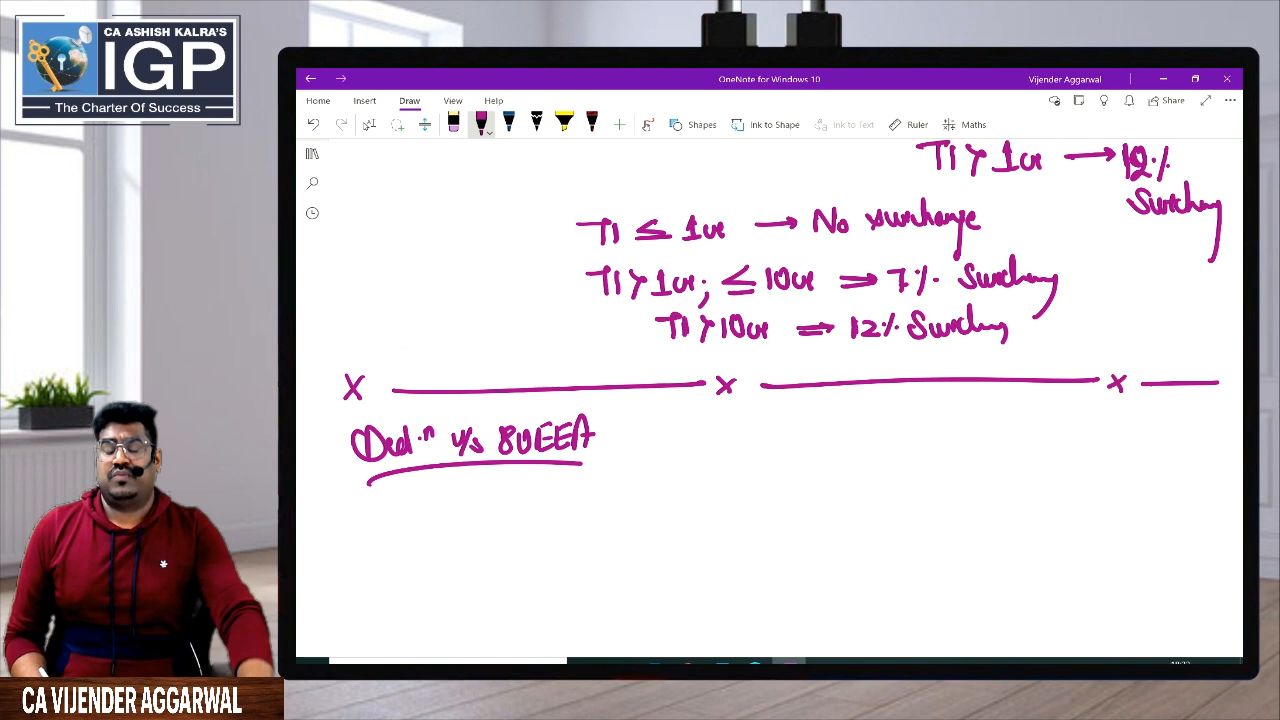 CA ASHISH KALRA'S
IGP
The Charter Of Success
OneNote for Windows 10
Vijender Aggarwal
Home Insert Draw View Help
Share
Shapes Ink to Shape Ink to Text Ruler Maths
TI > 1cr → 12%
Surcharge
TI ≤ 1cr → No surcharge
TI > 1cr; ≤ 10cr ⇒ 7% Surcharge
TI > 10cr ⇒ 12% Surcharge
X X X
Ded.n u/s 80EEA
CA VIJENDER AGGARWAL